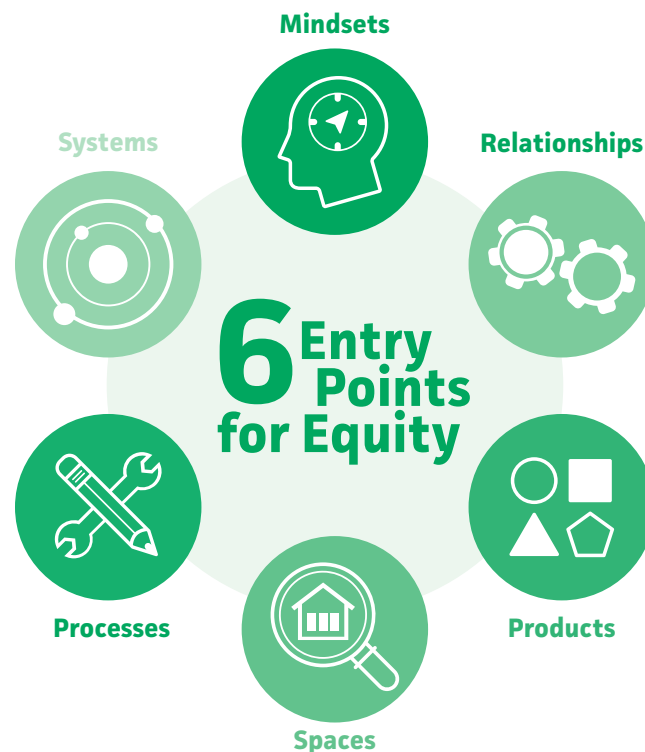 Mindsets
Systems
Relationships
6 Entry
Points
for Equity
Processes
Products
Spaces